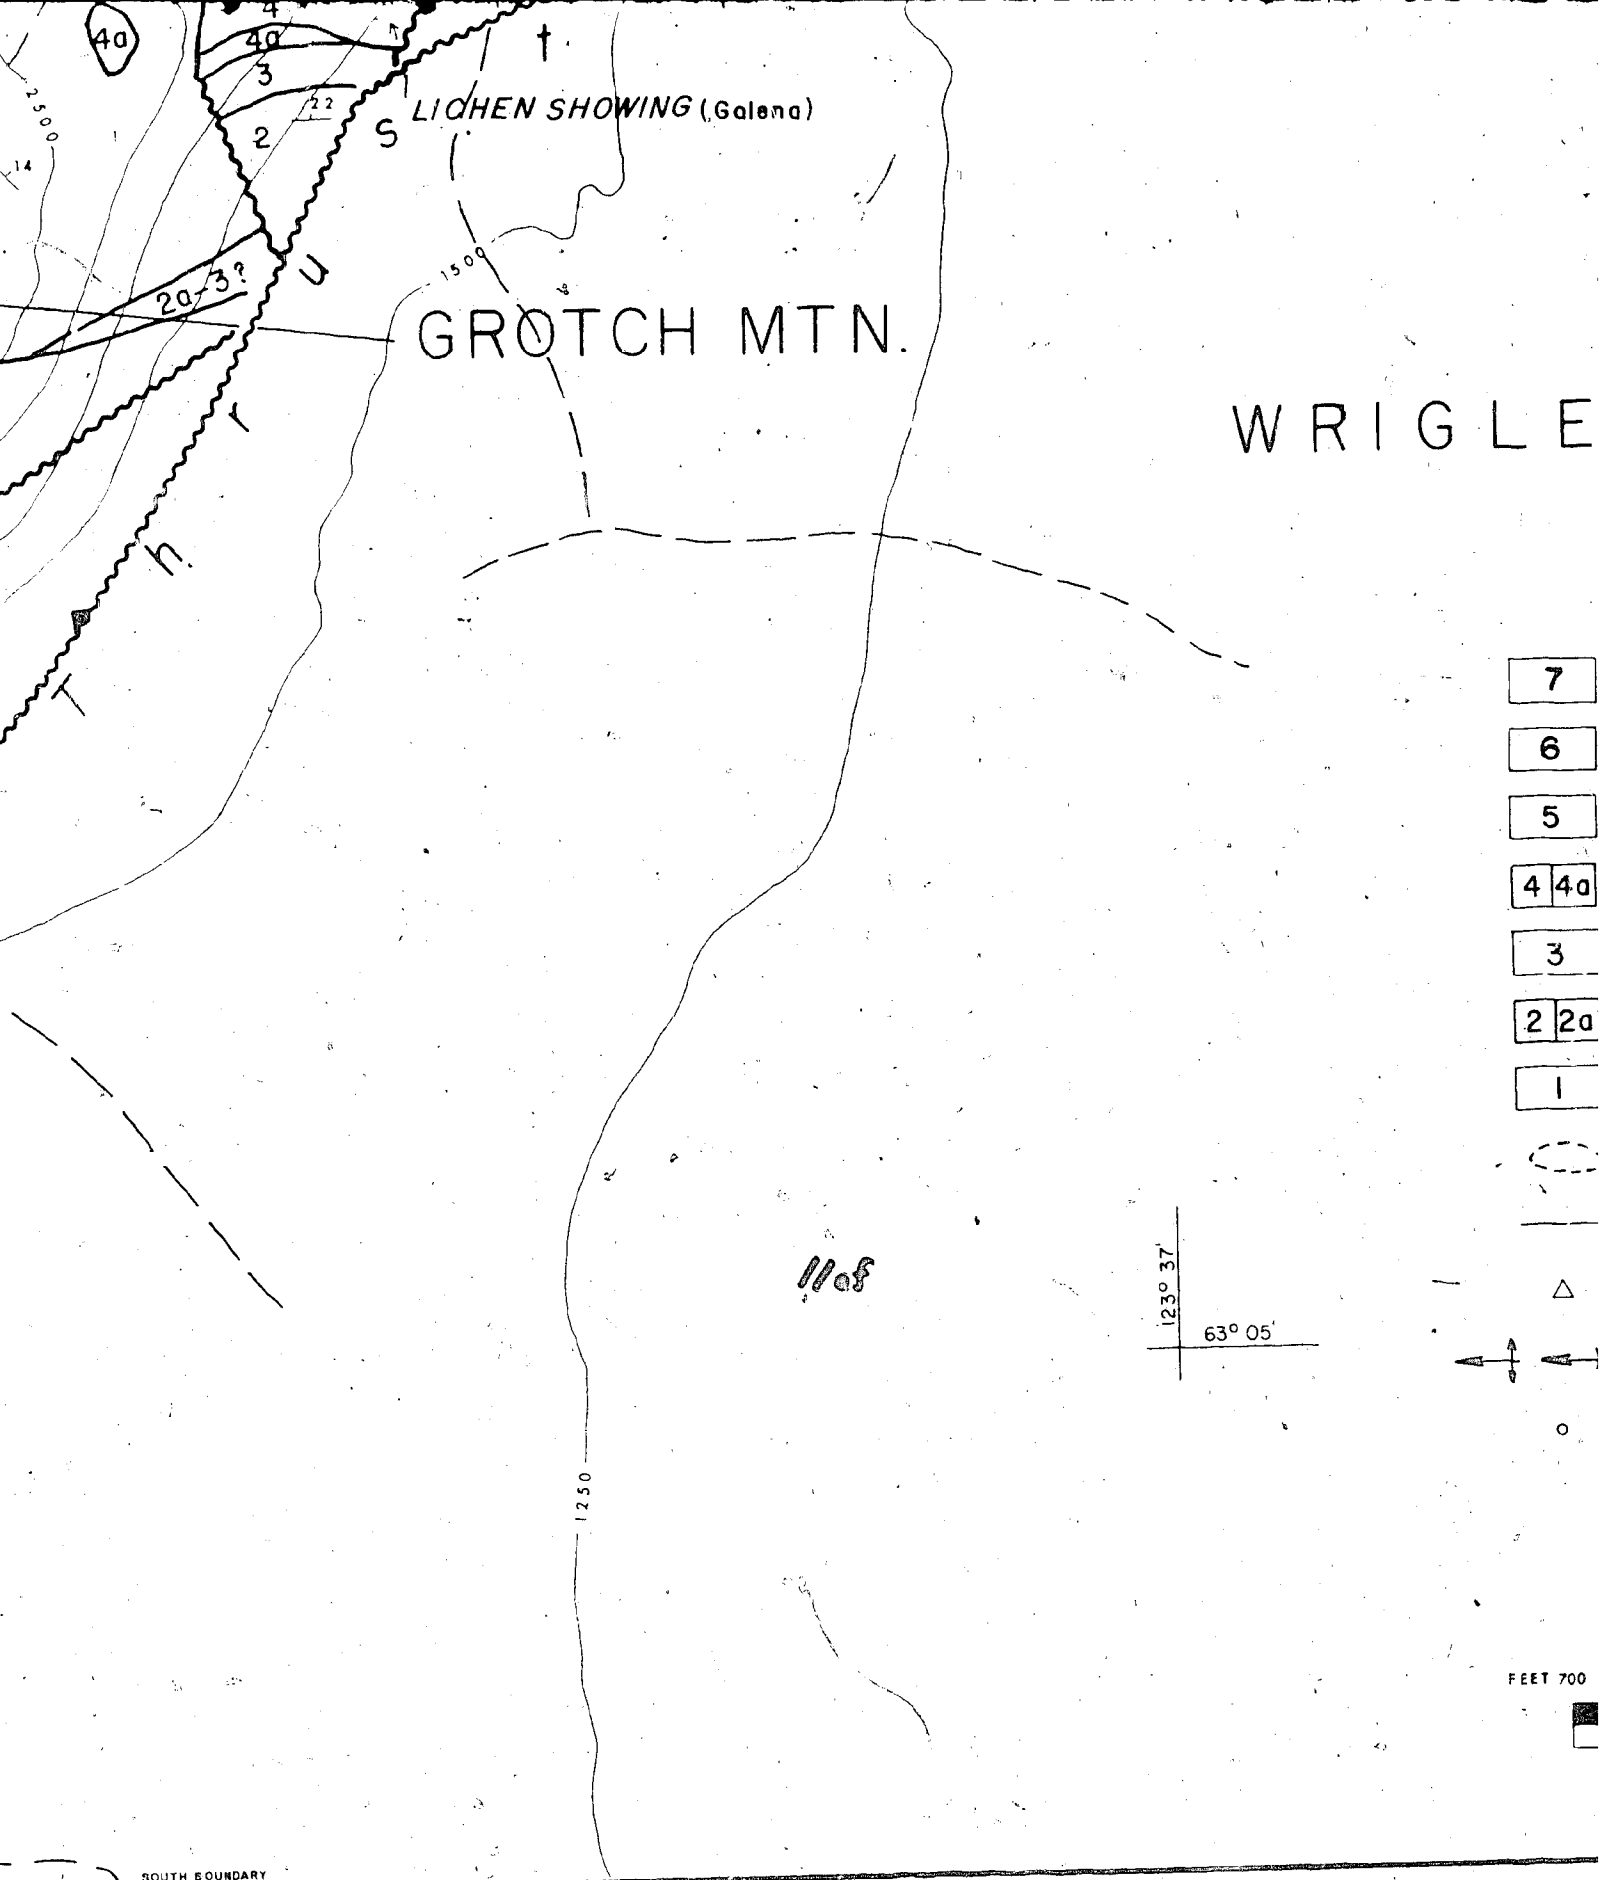 4
4a
4a
3
t
2500
22
LICHEN SHOWING (Galena)
2
S
14
u
1500
2a-3?
GROTCH MTN.
r
WRIGLE
h
T
7
6
5
4 4a
3
2 2a
1
123° 37'
63° 05'
1250
FEET 700
SOUTH BOUNDARY